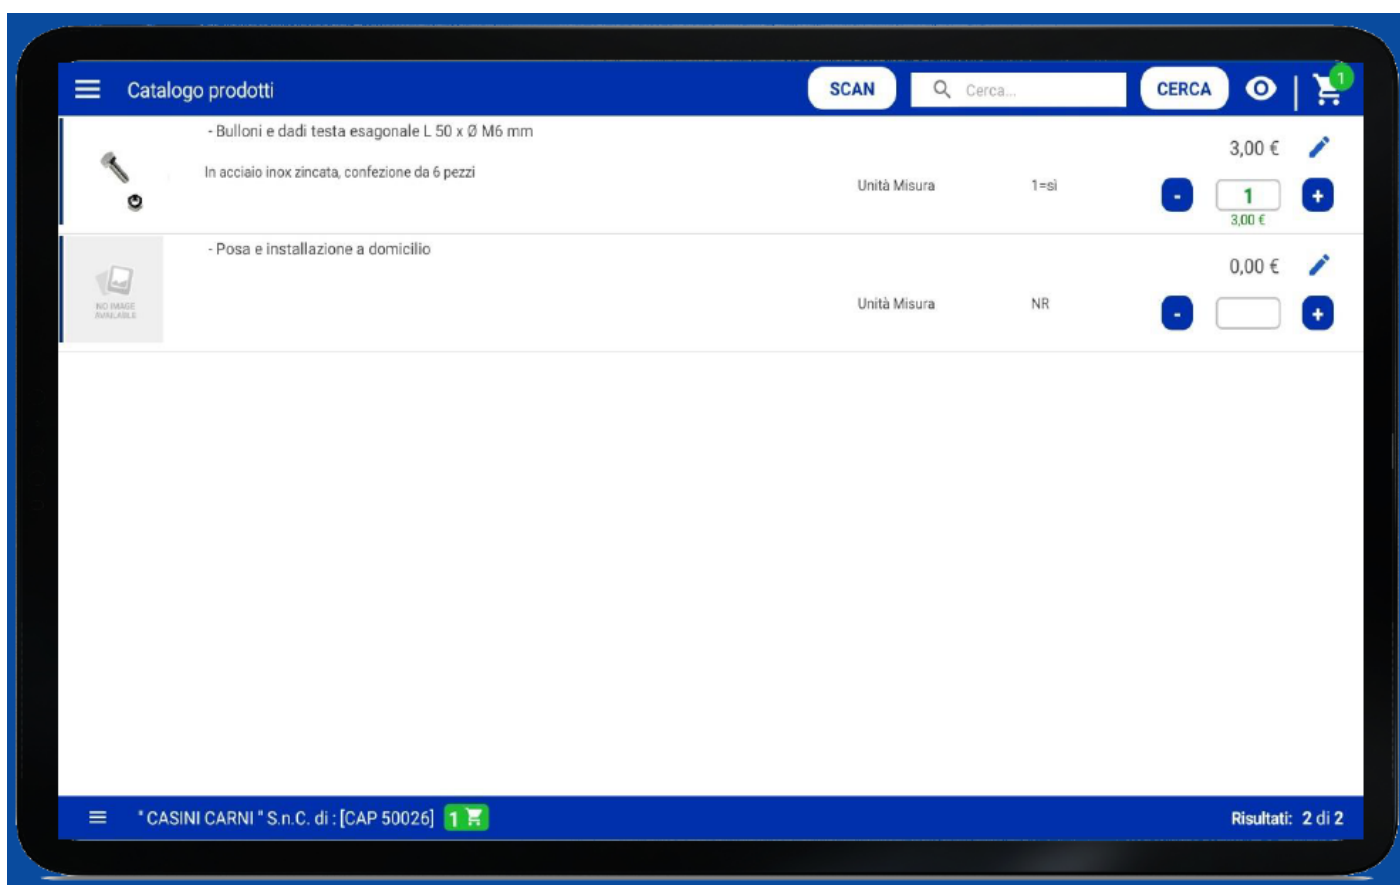 Catalogo prodotti
SCAN
Cerca...
CERCA
1
- Bulloni e dadi testa esagonale L 50 x Ø M6 mm
In acciaio inox zincata, confezione da 6 pezzi
Unità Misura 1=sì
3,00 €
- 1 +
3,00 €
- Posa e installazione a domicilio
NO IMAGE
AVAILABLE
Unità Misura NR
0,00 €
- +
" CASINI CARNI " S.n.C. di : [CAP 50026] 1
Risultati: 2 di 2